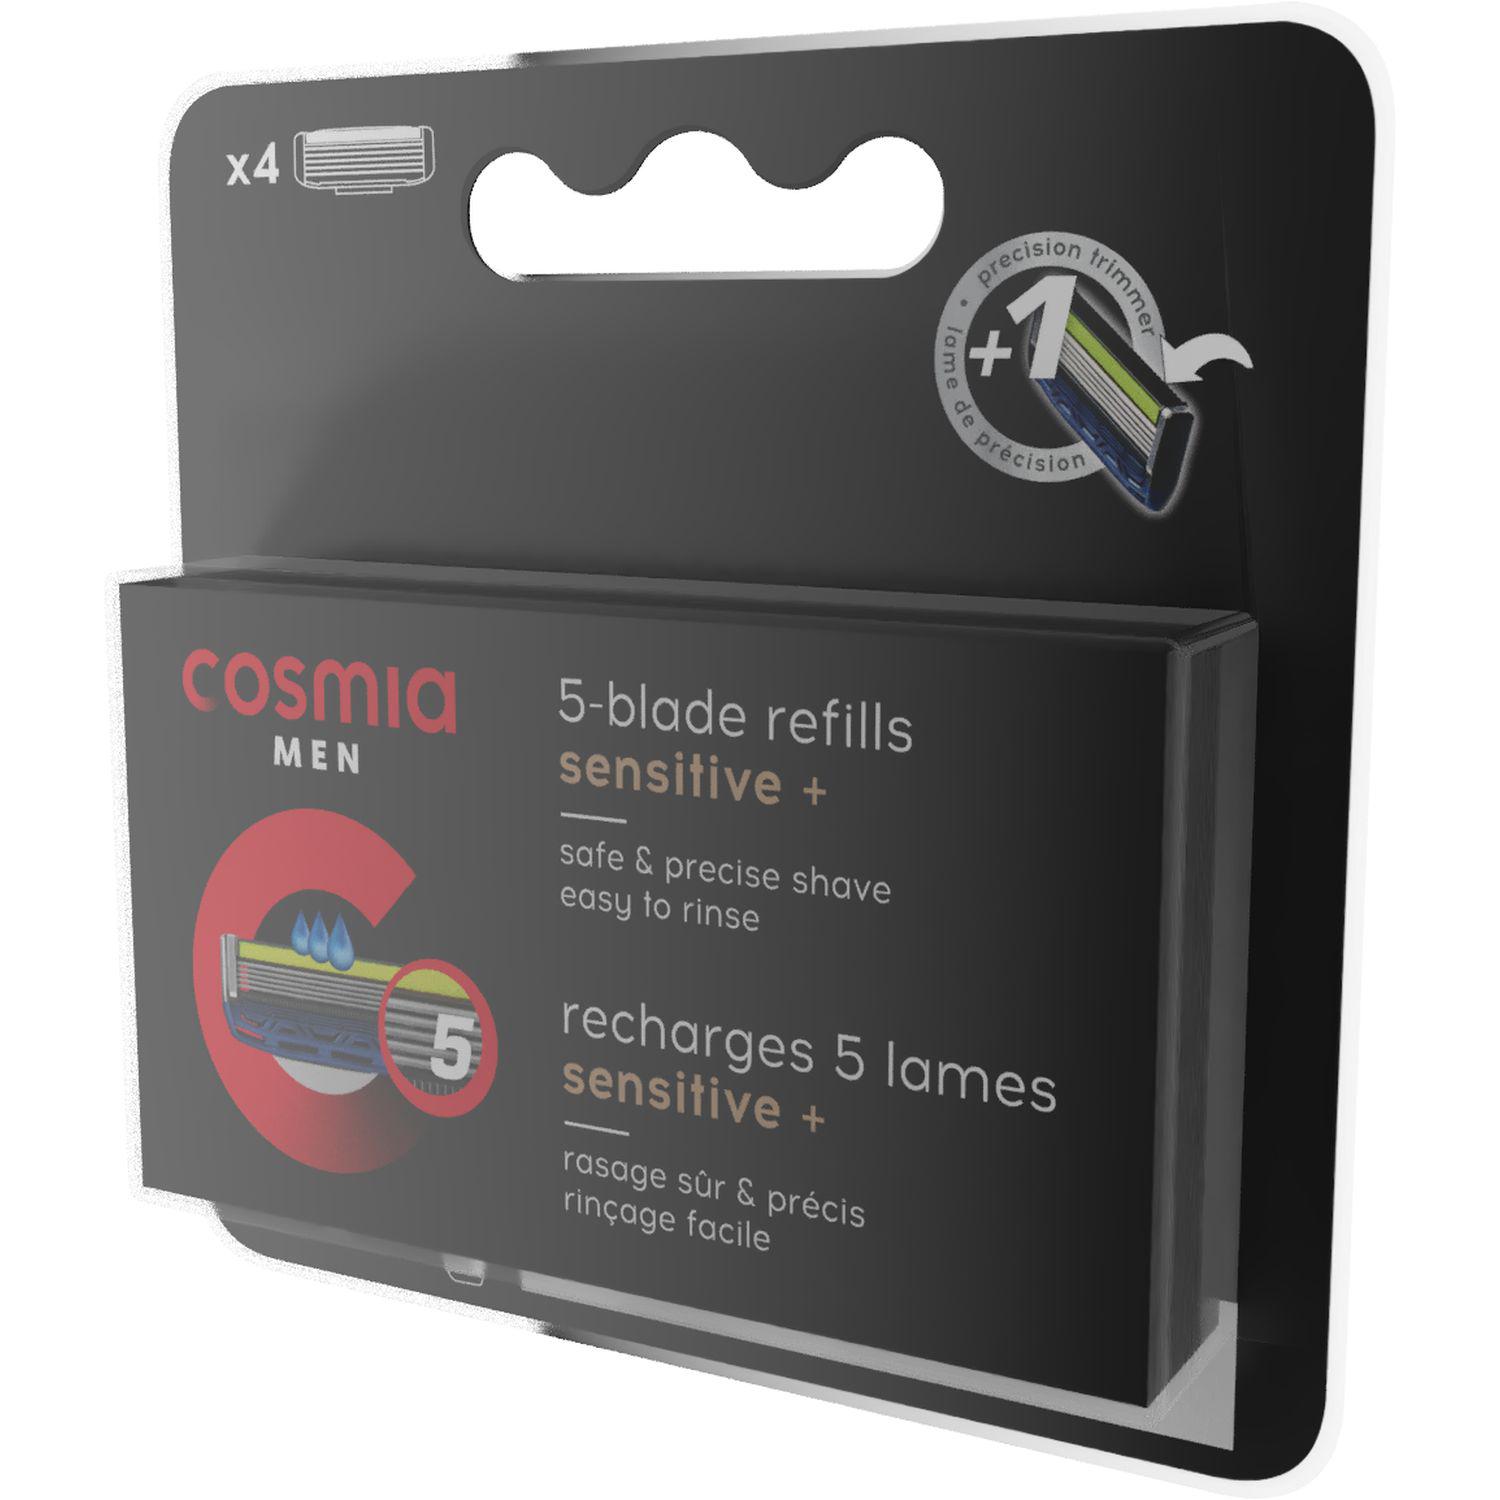 x4
precision trimmer
+1
lame de précision
cosmia
MEN
5-blade refills
sensitive +
safe & precise shave
easy to rinse
5
recharges 5 lames
sensitive +
rasage sûr & précis
rinçage facile